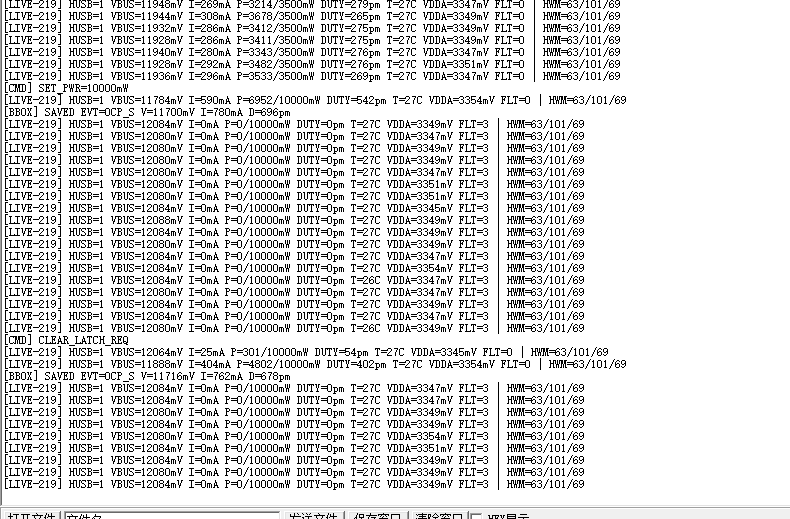 [LIVE-219] HUSB=1 VBUS=11948mV I=269mA P=3214/3500mW DUTY=279pm T=27C VDDA=3347mV FLT=0 | HWM=63/101/69
[LIVE-219] HUSB=1 VBUS=11944mV I=308mA P=3678/3500mW DUTY=265pm T=27C VDDA=3349mV FLT=0 | HWM=63/101/69
[LIVE-219] HUSB=1 VBUS=11932mV I=286mA P=3412/3500mW DUTY=275pm T=27C VDDA=3349mV FLT=0 | HWM=63/101/69
[LIVE-219] HUSB=1 VBUS=11928mV I=286mA P=3411/3500mW DUTY=275pm T=27C VDDA=3349mV FLT=0 | HWM=63/101/69
[LIVE-219] HUSB=1 VBUS=11940mV I=280mA P=3343/3500mW DUTY=276pm T=27C VDDA=3347mV FLT=0 | HWM=63/101/69
[LIVE-219] HUSB=1 VBUS=11928mV I=292mA P=3482/3500mW DUTY=276pm T=27C VDDA=3351mV FLT=0 | HWM=63/101/69
[LIVE-219] HUSB=1 VBUS=11936mV I=296mA P=3533/3500mW DUTY=269pm T=27C VDDA=3347mV FLT=0 | HWM=63/101/69
[CMD] SET_PWR=10000mW
[LIVE-219] HUSB=1 VBUS=11784mV I=590mA P=6952/10000mW DUTY=542pm T=27C VDDA=3354mV FLT=0 | HWM=63/101/69
[BBOX] SAVED EVT=OCP_S V=11700mV I=780mA D=696pm
[LIVE-219] HUSB=1 VBUS=12084mV I=0mA P=0/10000mW DUTY=0pm T=27C VDDA=3349mV FLT=3 | HWM=63/101/69
[LIVE-219] HUSB=1 VBUS=12080mV I=0mA P=0/10000mW DUTY=0pm T=27C VDDA=3347mV FLT=3 | HWM=63/101/69
[LIVE-219] HUSB=1 VBUS=12080mV I=0mA P=0/10000mW DUTY=0pm T=27C VDDA=3349mV FLT=3 | HWM=63/101/69
[LIVE-219] HUSB=1 VBUS=12080mV I=0mA P=0/10000mW DUTY=0pm T=27C VDDA=3349mV FLT=3 | HWM=63/101/69
[LIVE-219] HUSB=1 VBUS=12080mV I=0mA P=0/10000mW DUTY=0pm T=27C VDDA=3347mV FLT=3 | HWM=63/101/69
[LIVE-219] HUSB=1 VBUS=12080mV I=0mA P=0/10000mW DUTY=0pm T=27C VDDA=3351mV FLT=3 | HWM=63/101/69
[LIVE-219] HUSB=1 VBUS=12080mV I=0mA P=0/10000mW DUTY=0pm T=27C VDDA=3351mV FLT=3 | HWM=63/101/69
[LIVE-219] HUSB=1 VBUS=12084mV I=0mA P=0/10000mW DUTY=0pm T=27C VDDA=3345mV FLT=3 | HWM=63/101/69
[LIVE-219] HUSB=1 VBUS=12088mV I=0mA P=0/10000mW DUTY=0pm T=27C VDDA=3349mV FLT=3 | HWM=63/101/69
[LIVE-219] HUSB=1 VBUS=12080mV I=0mA P=0/10000mW DUTY=0pm T=27C VDDA=3349mV FLT=3 | HWM=63/101/69
[LIVE-219] HUSB=1 VBUS=12080mV I=0mA P=0/10000mW DUTY=0pm T=27C VDDA=3349mV FLT=3 | HWM=63/101/69
[LIVE-219] HUSB=1 VBUS=12084mV I=0mA P=0/10000mW DUTY=0pm T=27C VDDA=3347mV FLT=3 | HWM=63/101/69
[LIVE-219] HUSB=1 VBUS=12080mV I=0mA P=0/10000mW DUTY=0pm T=27C VDDA=3354mV FLT=3 | HWM=63/101/69
[LIVE-219] HUSB=1 VBUS=12080mV I=0mA P=0/10000mW DUTY=0pm T=26C VDDA=3347mV FLT=3 | HWM=63/101/69
[LIVE-219] HUSB=1 VBUS=12084mV I=0mA P=0/10000mW DUTY=0pm T=27C VDDA=3349mV FLT=3 | HWM=63/101/69
[LIVE-219] HUSB=1 VBUS=12084mV I=0mA P=0/10000mW DUTY=0pm T=27C VDDA=3347mV FLT=3 | HWM=63/101/69
[LIVE-219] HUSB=1 VBUS=12080mV I=0mA P=0/10000mW DUTY=0pm T=27C VDDA=3347mV FLT=3 | HWM=63/101/69
[LIVE-219] HUSB=1 VBUS=12080mV I=0mA P=0/10000mW DUTY=0pm T=26C VDDA=3349mV FLT=3 | HWM=63/101/69
[CMD] CLEAR_LATCH_REQ
[LIVE-219] HUSB=1 VBUS=12064mV I=25mA P=301/10000mW DUTY=54pm T=27C VDDA=3345mV FLT=0 | HWM=63/101/69
[LIVE-219] HUSB=1 VBUS=11888mV I=404mA P=4802/10000mW DUTY=402pm T=27C VDDA=3354mV FLT=0 | HWM=63/101/69
[BBOX] SAVED EVT=OCP_S V=11716mV I=762mA D=678pm
[LIVE-219] HUSB=1 VBUS=12084mV I=0mA P=0/10000mW DUTY=0pm T=27C VDDA=3347mV FLT=3 | HWM=63/101/69
[LIVE-219] HUSB=1 VBUS=12084mV I=0mA P=0/10000mW DUTY=0pm T=27C VDDA=3347mV FLT=3 | HWM=63/101/69
[LIVE-219] HUSB=1 VBUS=12084mV I=0mA P=0/10000mW DUTY=0pm T=27C VDDA=3349mV FLT=3 | HWM=63/101/69
[LIVE-219] HUSB=1 VBUS=12084mV I=0mA P=0/10000mW DUTY=0pm T=27C VDDA=3349mV FLT=3 | HWM=63/101/69
[LIVE-219] HUSB=1 VBUS=12080mV I=0mA P=0/10000mW DUTY=0pm T=27C VDDA=3354mV FLT=3 | HWM=63/101/69
[LIVE-219] HUSB=1 VBUS=12084mV I=0mA P=0/10000mW DUTY=0pm T=27C VDDA=3351mV FLT=3 | HWM=63/101/69
[LIVE-219] HUSB=1 VBUS=12080mV I=0mA P=0/10000mW DUTY=0pm T=27C VDDA=3349mV FLT=3 | HWM=63/101/69
[LIVE-219] HUSB=1 VBUS=12084mV I=0mA P=0/10000mW DUTY=0pm T=27C VDDA=3349mV FLT=3 | HWM=63/101/69
[LIVE-219] HUSB=1 VBUS=12084mV I=0mA P=0/10000mW DUTY=0pm T=27C VDDA=3349mV FLT=3 | HWM=63/101/69
打开文件 文件名 发送文件 保存窗口 清除窗口 HEX显示